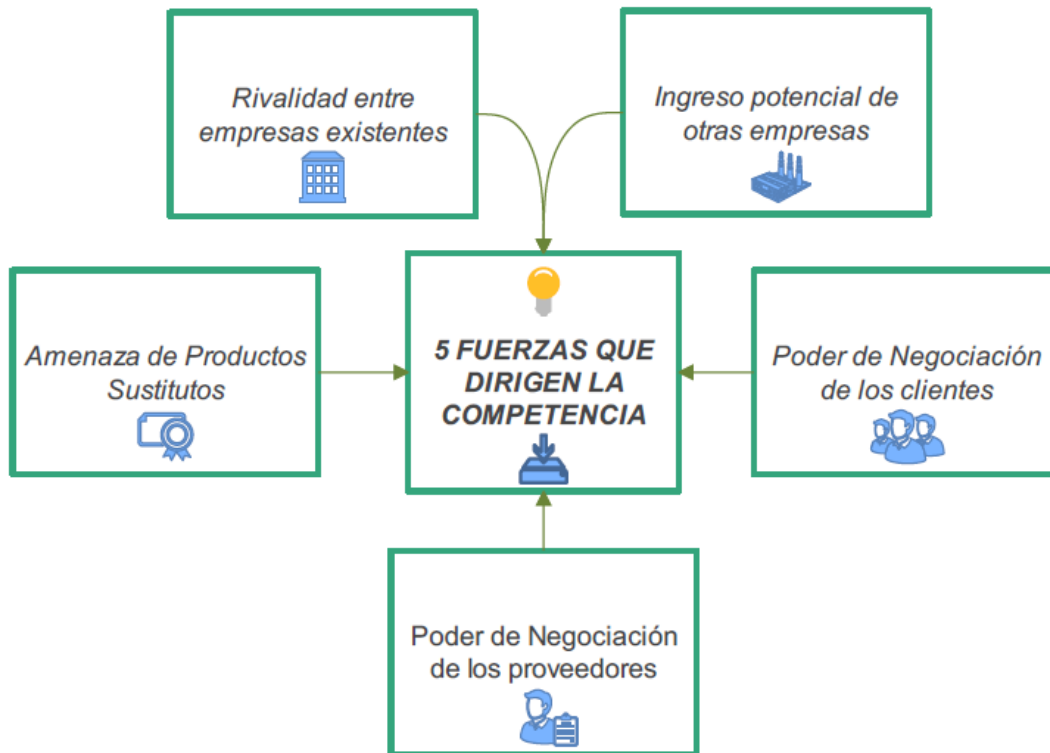 Rivalidad entre
empresas existentes
Ingreso potencial de
otras empresas
Amenaza de Productos
Sustitutos
5 FUERZAS QUE
DIRIGEN LA
COMPETENCIA
Poder de Negociación
de los clientes
Poder de Negociación
de los proveedores